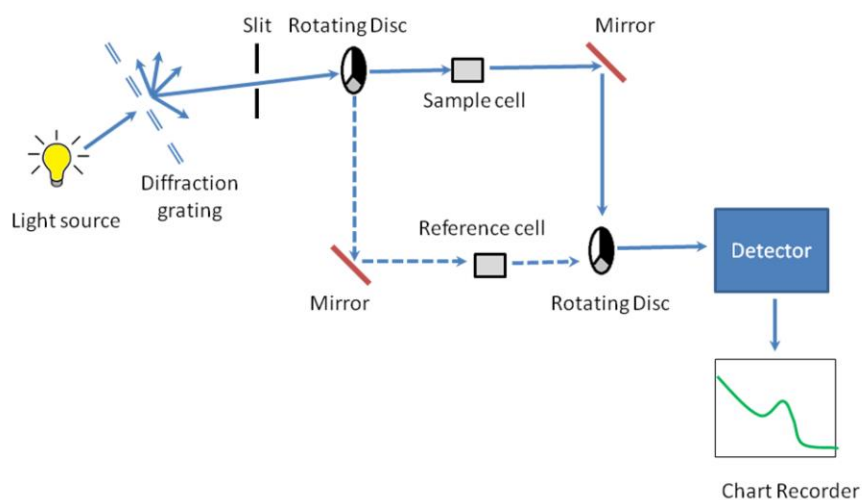 Slit
Rotating Disc
Mirror
Sample cell
Light source
Diffraction
grating
Reference cell
Mirror
Rotating Disc
Detector
Chart Recorder